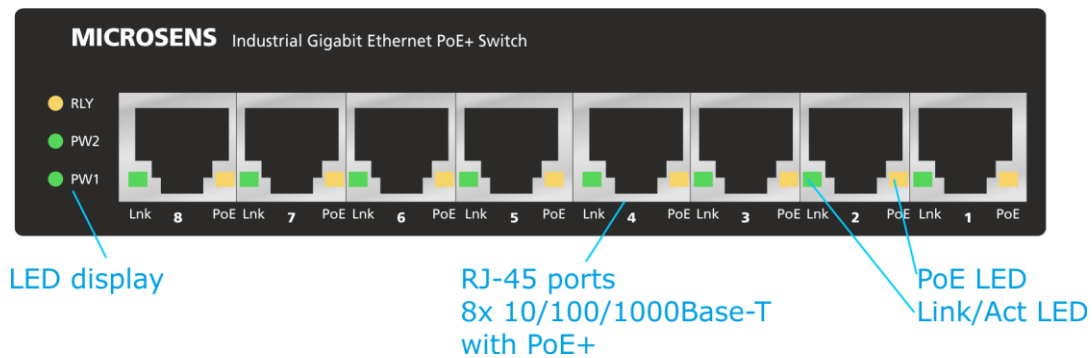 MICROSENS Industrial Gigabit Ethernet PoE+ Switch
RLY
PW2
PW1
Lnk 8 PoE Lnk 7 PoE Lnk 6 PoE Lnk 5 PoE Lnk 4 PoE Lnk 3 PoE Lnk 2 PoE Lnk 1 PoE
LED display
RJ-45 ports
8x 10/100/1000Base-T
with PoE+
PoE LED
Link/Act LED